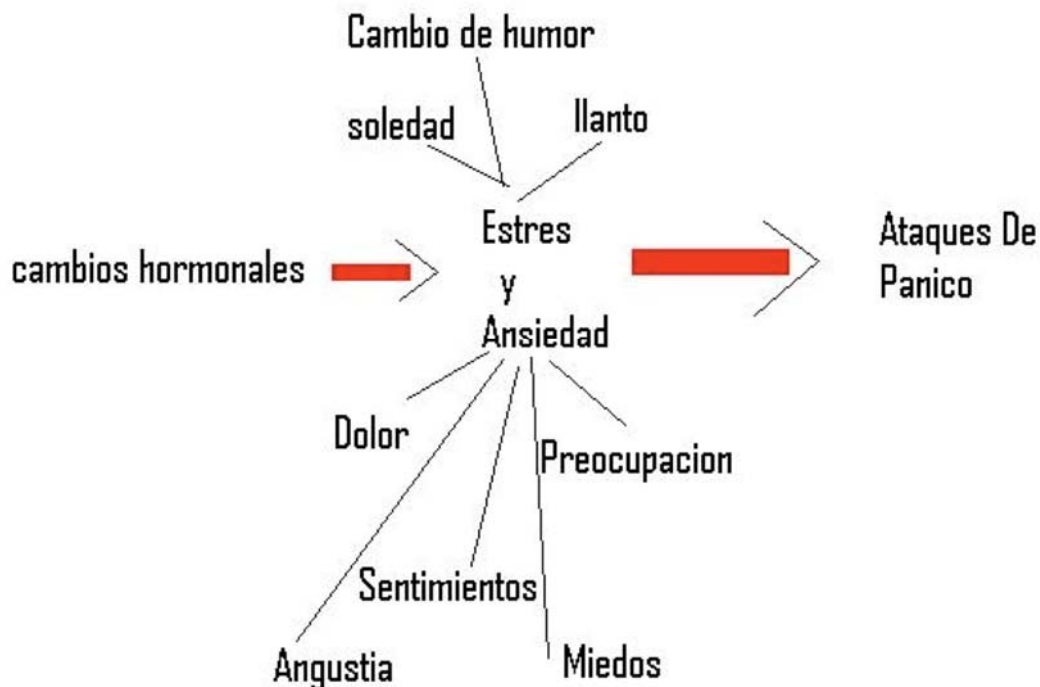 Cambio de humor
soledad
llanto
Estres
y
Ansiedad
cambios hormonales
Ataques De
Panico
Dolor
Preocupacion
Sentimientos
Angustia
Miedos